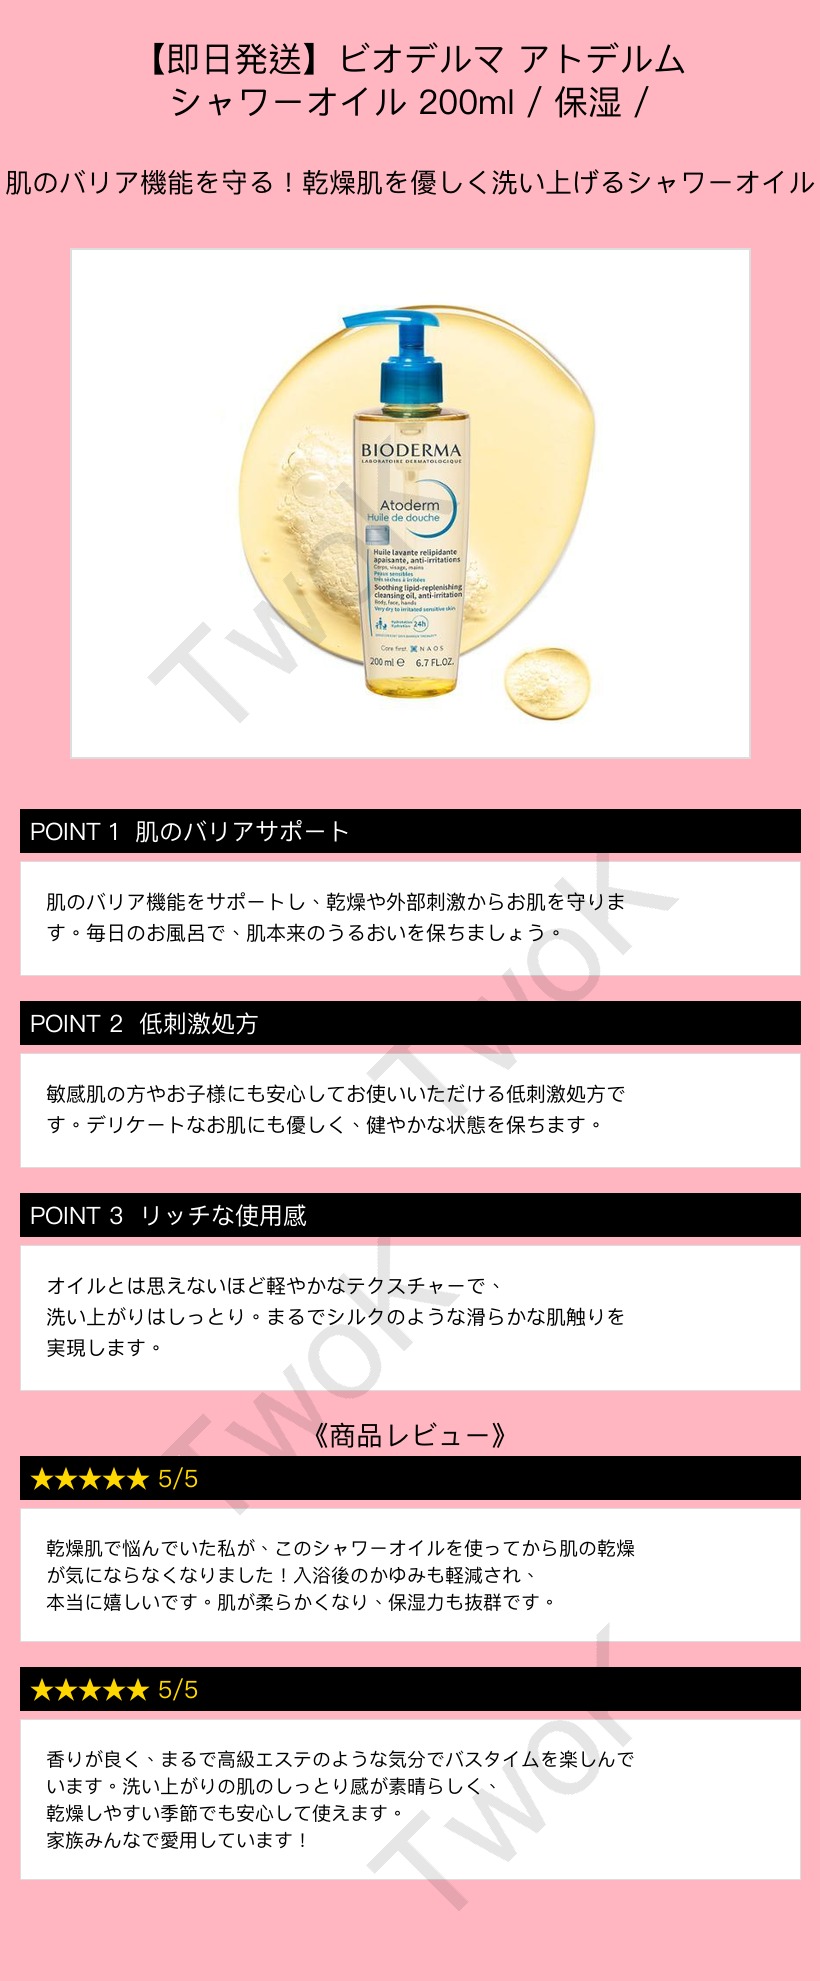 【即日発送】ビオデルマ アトデルム
シャワーオイル 200ml / 保湿 /
肌のバリア機能を守る！乾燥肌を優しく洗い上げるシャワーオイル
BIODERMA
LABORATOIRE DERMATOLOGIQUE
Atoderm
Huile de douche
Huile lavante relipidante
apaisante, anti-irritations
Corps, visage, mains
Peaux sensibles
très sèches à irritées
Soothing lipid-replenishing
cleansing oil, anti-irritation
Body, face, hands
Very dry to irritated sensitive skin
Hydratation
Hydration
24h
Care first. NAOS
200 ml ℮ 6.7 FL.OZ.
TwoK
POINT 1 肌のバリアサポート
肌のバリア機能をサポートし、乾燥や外部刺激からお肌を守りま
す。毎日のお風呂で、肌本来のうるおいを保ちましょう。
TwoK
POINT 2 低刺激処方
敏感肌の方やお子様にも安心してお使いいただける低刺激処方で
す。デリケートなお肌にも優しく、健やかな状態を保ちます。
POINT 3 リッチな使用感
オイルとは思えないほど軽やかなテクスチャーで、
洗い上がりはしっとり。まるでシルクのような滑らかな肌触りを
実現します。
TwoK
《商品レビュー》
★★★★★ 5/5
乾燥肌で悩んでいた私が、このシャワーオイルを使ってから肌の乾燥
が気にならなくなりました！入浴後のかゆみも軽減され、
本当に嬉しいです。肌が柔らかくなり、保湿力も抜群です。
★★★★★ 5/5
香りが良く、まるで高級エステのような気分でバスタイムを楽しんで
います。洗い上がりの肌のしっとり感が素晴らしく、
乾燥しやすい季節でも安心して使えます。
家族みんなで愛用しています！
TwoK